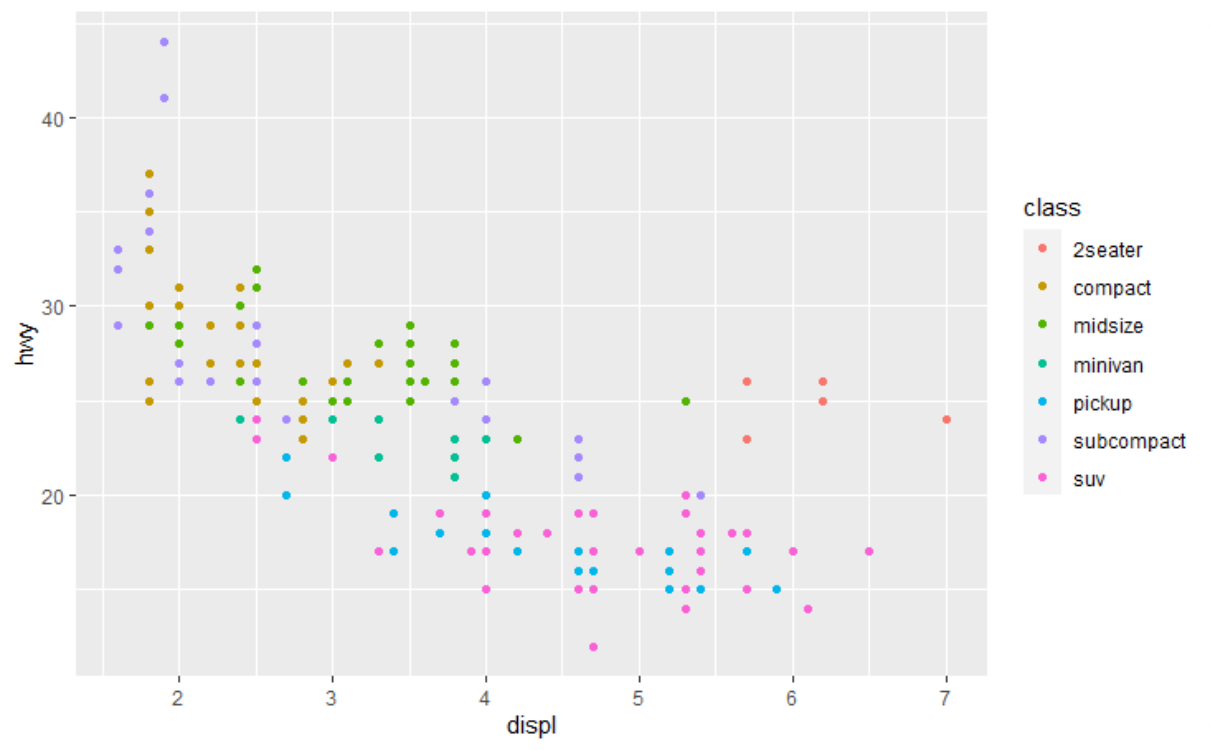 40
30
20
hwy
2 3 4 5 6 7
displ
class
2seater
compact
midsize
minivan
pickup
subcompact
suv